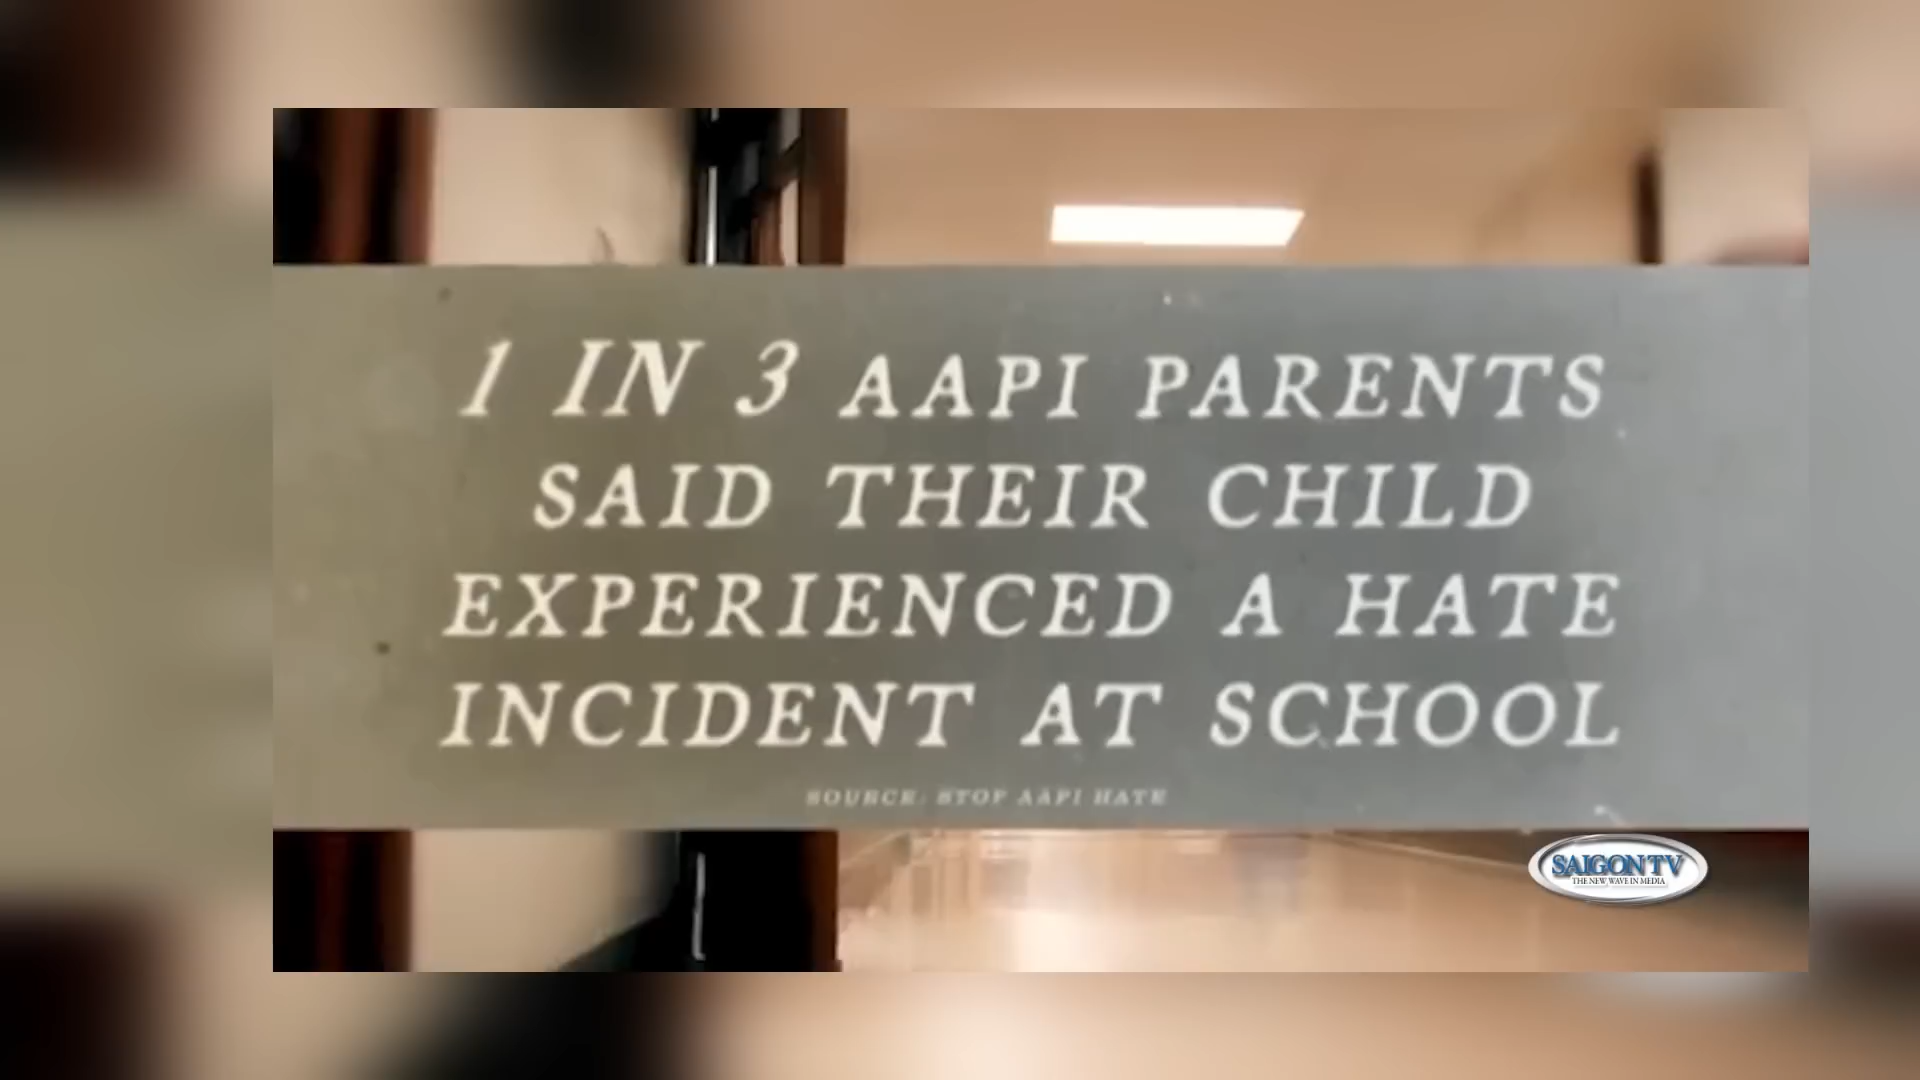 1 IN 3 AAPI PARENTS
SAID THEIR CHILD
EXPERIENCED A HATE
INCIDENT AT SCHOOL
SOURCE: STOP AAPI HATE
SAIGON TV
THE NEW WAVE IN MEDIA